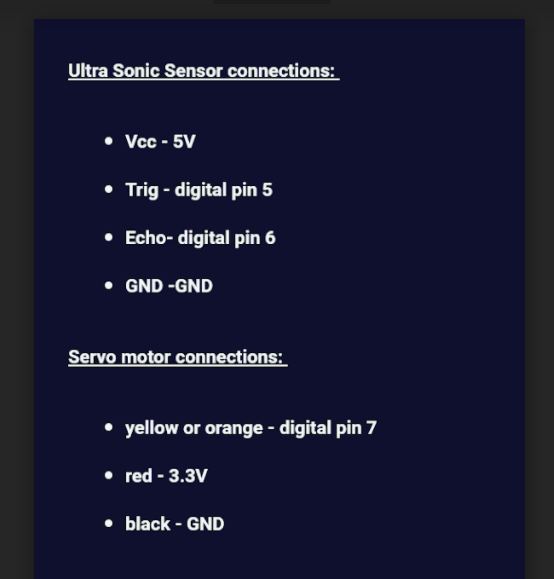 Ultra Sonic Sensor connections:
• Vcc - 5V
• Trig - digital pin 5
• Echo- digital pin 6
• GND -GND
Servo motor connections:
• yellow or orange - digital pin 7
• red - 3.3V
• black - GND